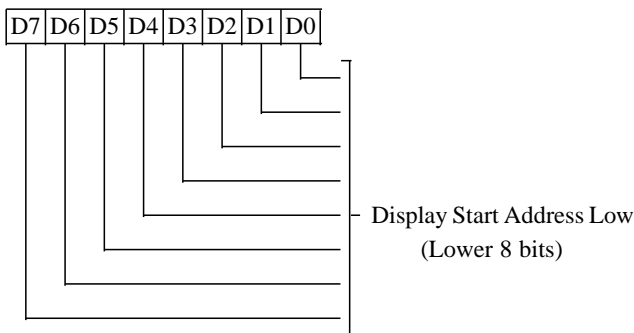 D7 D6 D5 D4 D3 D2 D1 D0
Display Start Address Low
(Lower 8 bits)